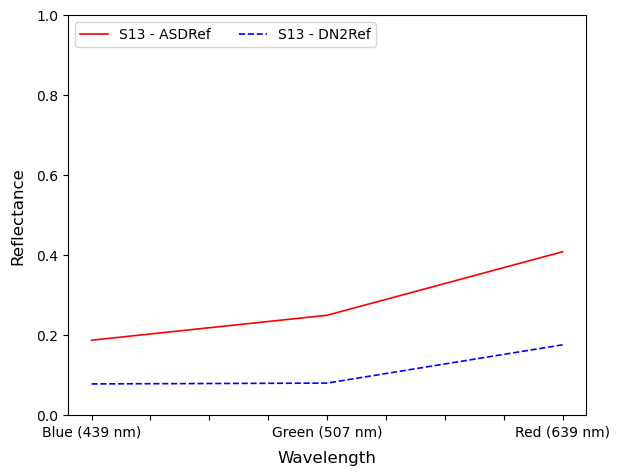 S13 - ASDRef
S13 - DN2Ref
1.0
0.8
0.6
0.4
0.2
0.0
Reflectance
Blue (439 nm)
Green (507 nm)
Red (639 nm)
Wavelength